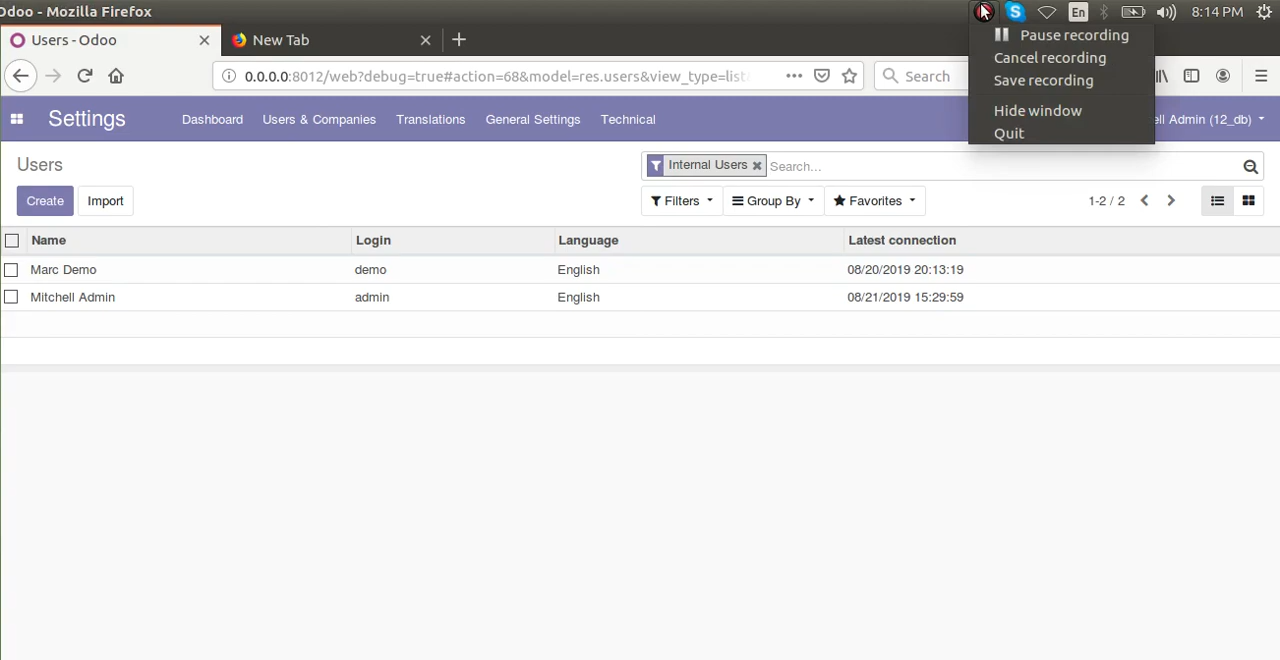 Odoo - Mozilla Firefox
En
8:14 PM
Users - Odoo
New Tab
Pause recording
Cancel recording
Save recording
Hide window
Quit
0.0.0.0:8012/web?debug=true#action=68&model=res.users&view_type=list
Search
Settings
Dashboard
Users & Companies
Translations
General Settings
Technical
ell Admin (12_db)
Users
Internal Users
Search...
Create
Import
Filters
Group By
Favorites
1-2 / 2
Name Login Language Latest connection
Marc Demo demo English 08/20/2019 20:13:19
Mitchell Admin admin English 08/21/2019 15:29:59